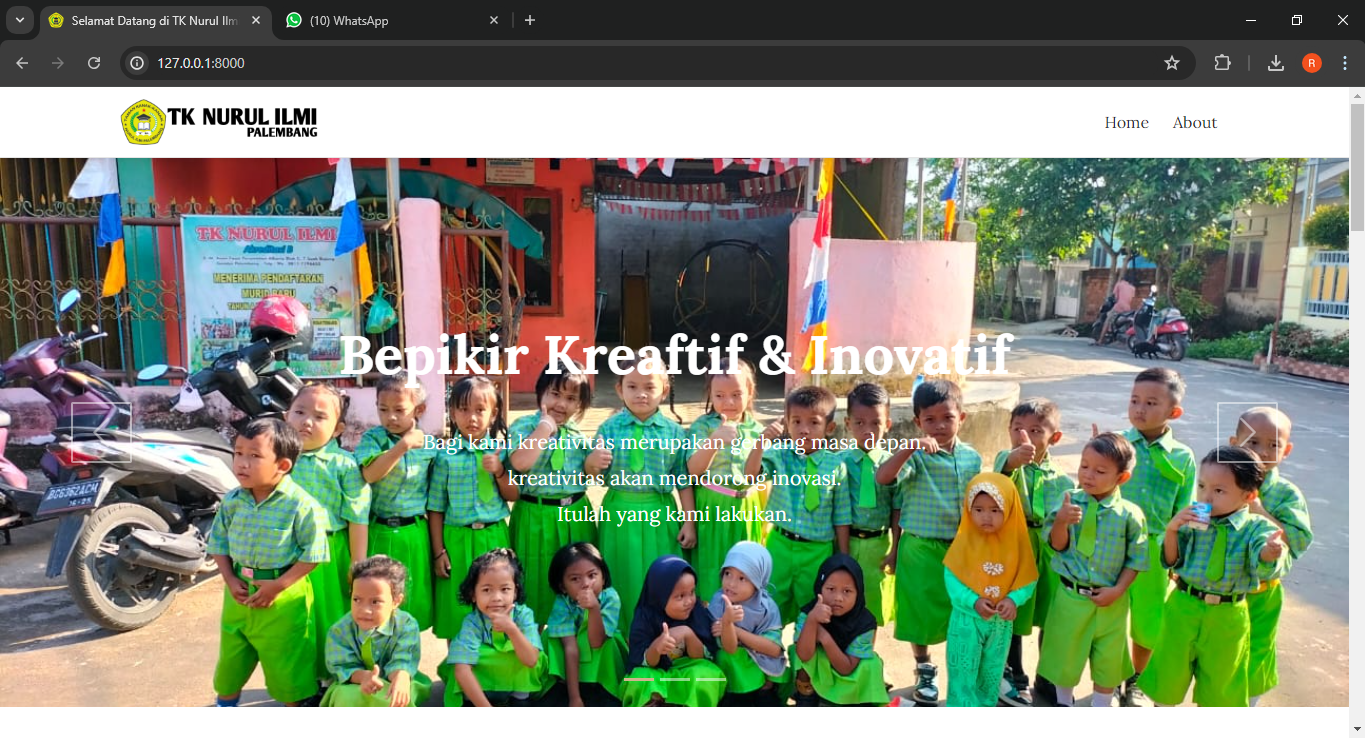 Selamat Datang di TK Nurul Ilm
(10) WhatsApp
127.0.0.1:8000
R
TK NURUL ILMI
PALEMBANG
Home About
TK NURUL ILMI
Akreditasi B
MENERIMA PENDAFTARAN
MURID BARU
Bepikir Kreaftif & Inovatif
Bagi kami kreativitas merupakan gerbang masa depan.
kreativitas akan mendorong inovasi.
Itulah yang kami lakukan.
BG6362ACM